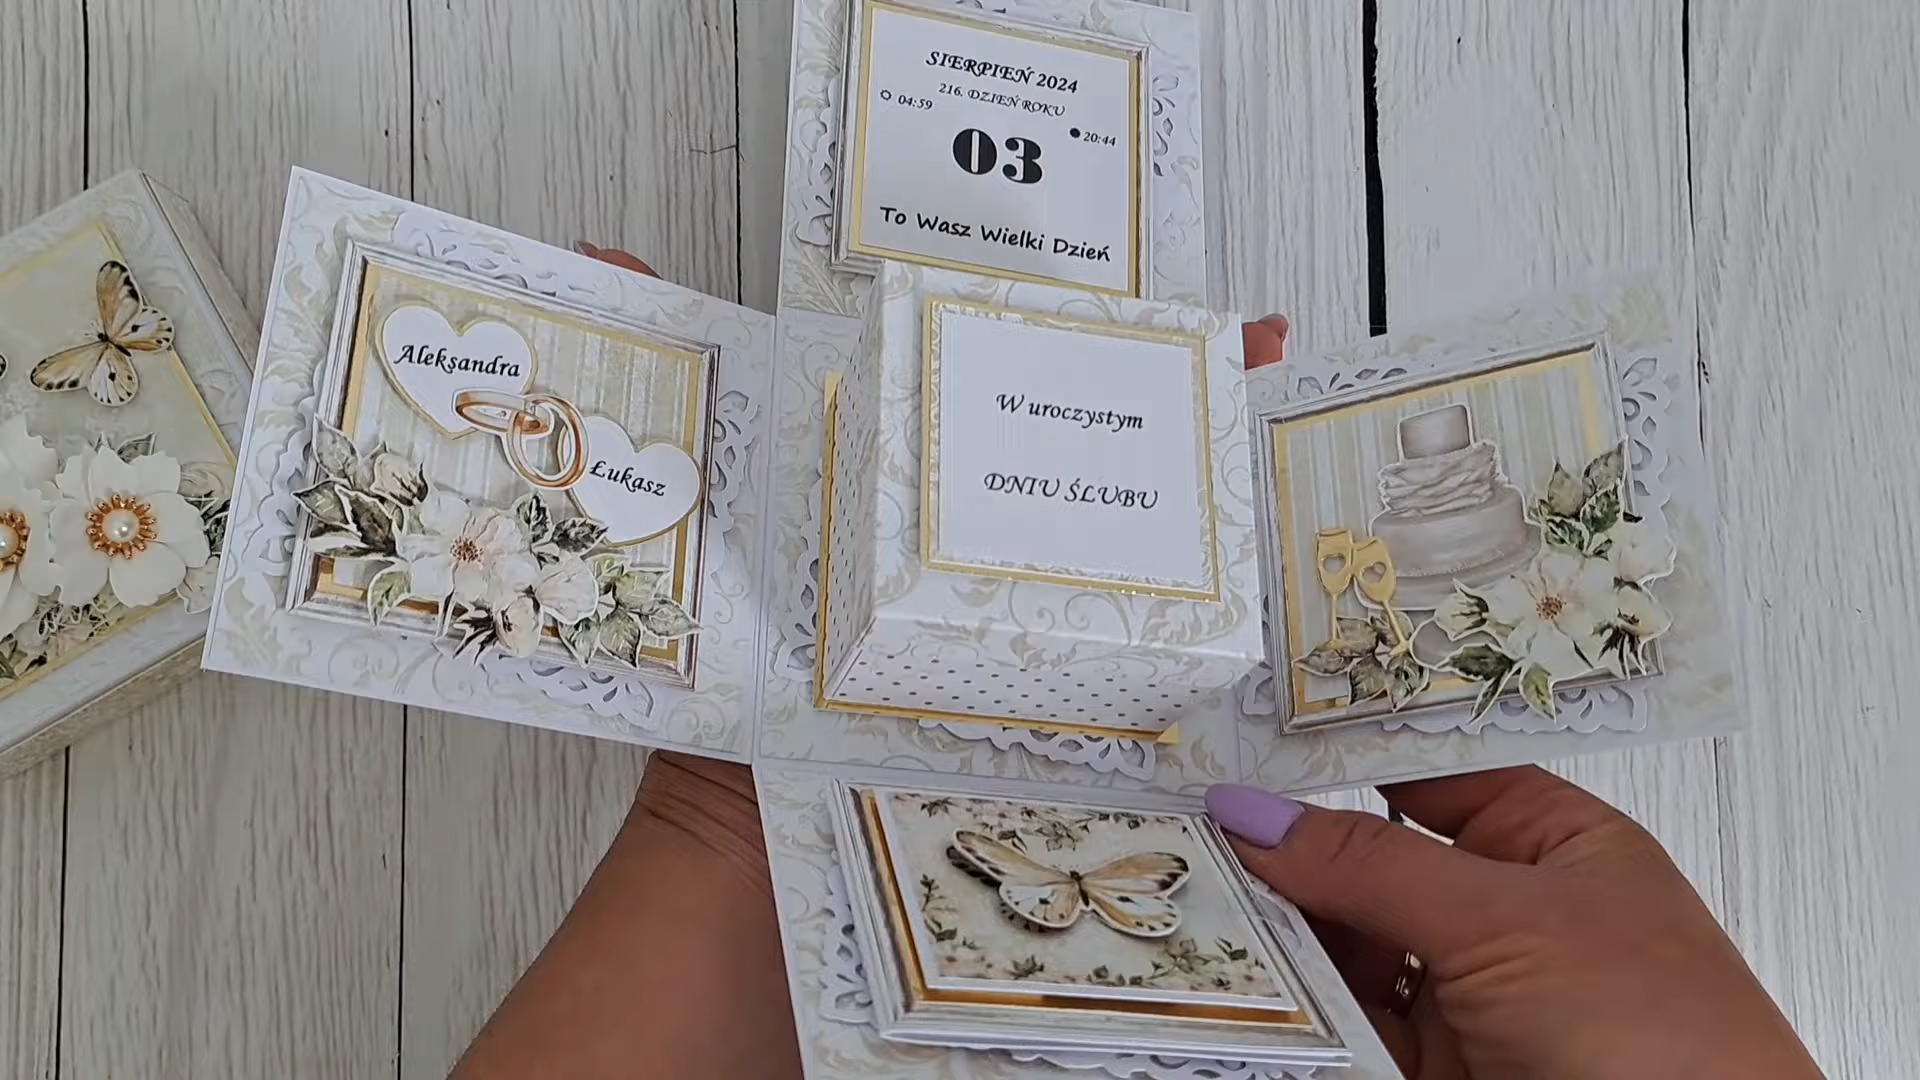 SIERPIEŃ 2024
216. DZIEŃ ROKU
04:59
20:44
03
To Wasz Wielki Dzień
Aleksandra
Łukasz
W uroczystym
DNIU ŚLUBU